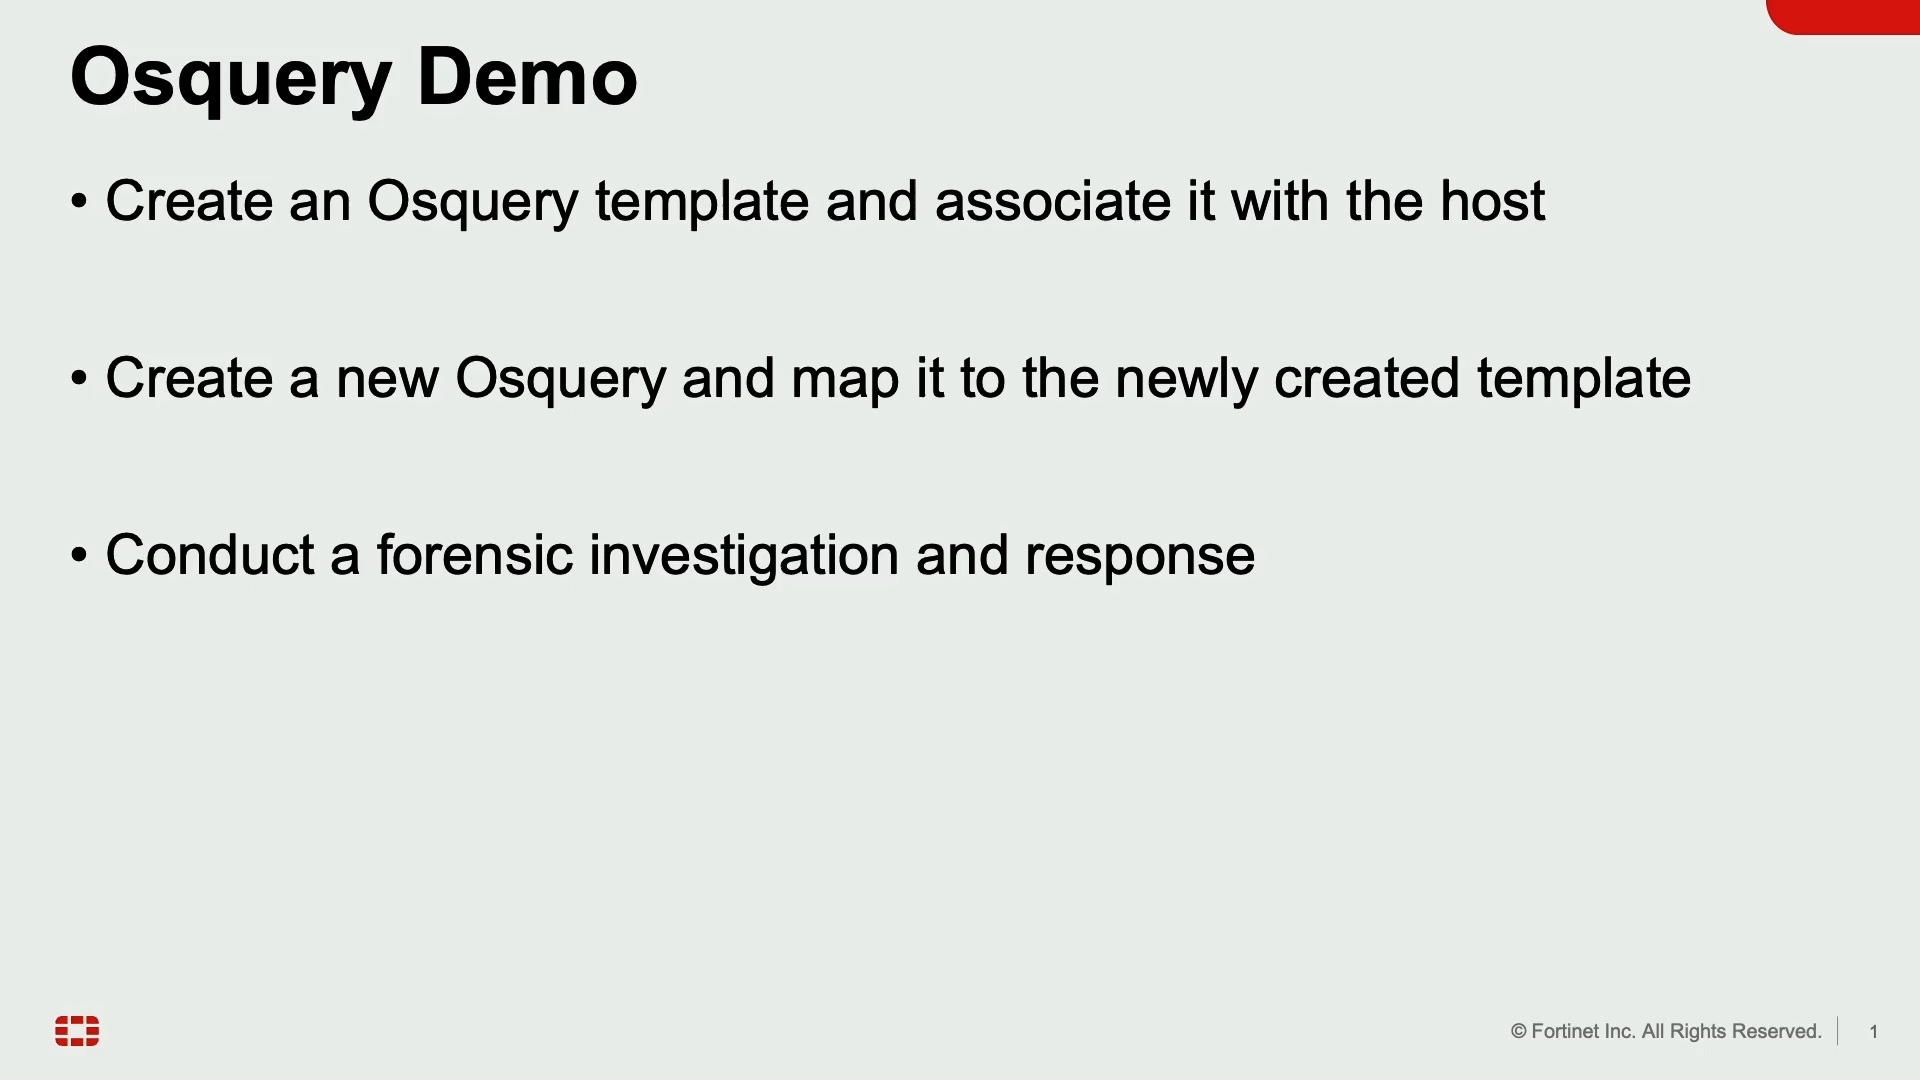 Osquery Demo
• Create an Osquery template and associate it with the host
• Create a new Osquery and map it to the newly created template
• Conduct a forensic investigation and response
© Fortinet Inc. All Rights Reserved. 1